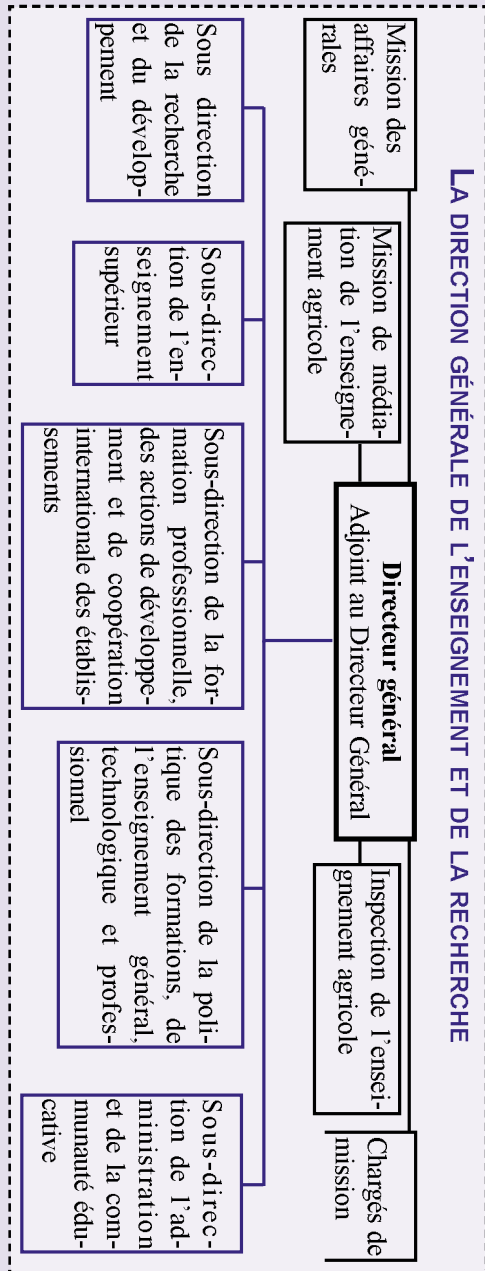 LA DIRECTION GÉNÉRALE DE L'ENSEIGNEMENT ET DE LA RECHERCHE
Mission des
affaires géné-
rales
Mission de média-
tion de l'enseigne-
ment agricole
Directeur général
Adjoint au Directeur Général
Inspection de l'ensei-
gnement agricole
Chargés de
mission
Sous direction
de la recherche
et du dévelop-
pement
Sous-direc-
tion de l'en-
seignement
supérieur
Sous-direction de la for-
mation professionnelle,
des actions de développe-
ment et de coopération
internationale des établis-
sements
Sous-direction de la poli-
tique des formations, de
l'enseignement général,
technologique et profes-
sionnel
Sous-direc-
tion de l'ad-
ministration
et de la com-
munauté édu-
cative